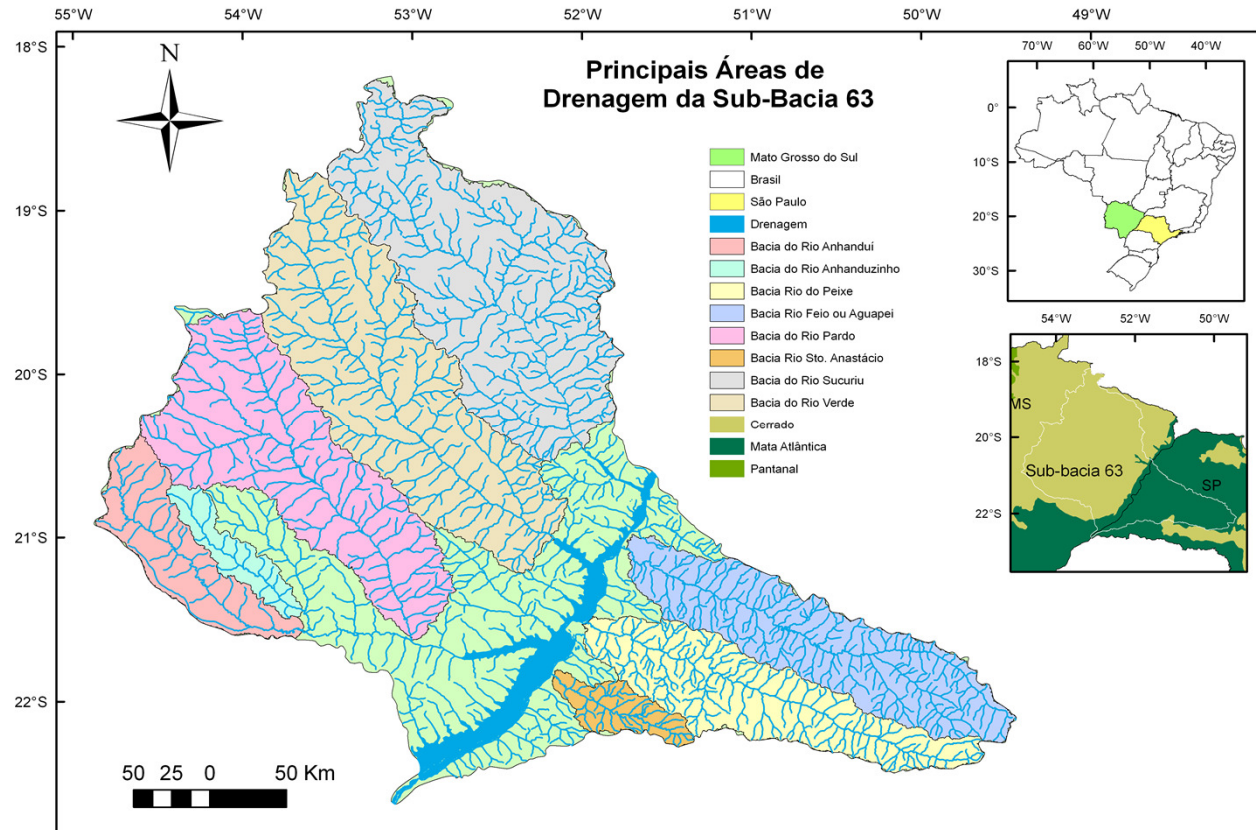 55°W 54°W 53°W 52°W 51°W 50°W 49°W
18°S
19°S
20°S
21°S
22°S
N
Principais Áreas de
Drenagem da Sub-Bacia 63
Mato Grosso do Sul
Brasil
São Paulo
Drenagem
Bacia do Rio Anhanduí
Bacia do Rio Anhanduzinho
Bacia Rio do Peixe
Bacia Rio Feio ou Aguapei
Bacia do Rio Pardo
Bacia Rio Sto. Anastácio
Bacia do Rio Sucuriu
Bacia do Rio Verde
Cerrado
Mata Atlântica
Pantanal
50 25 0 50 Km
70°W 60°W 50°W 40°W
0°
10°S
20°S
30°S
54°W 52°W 50°W
18°S
MS
20°S
Sub-bacia 63
SP
22°S